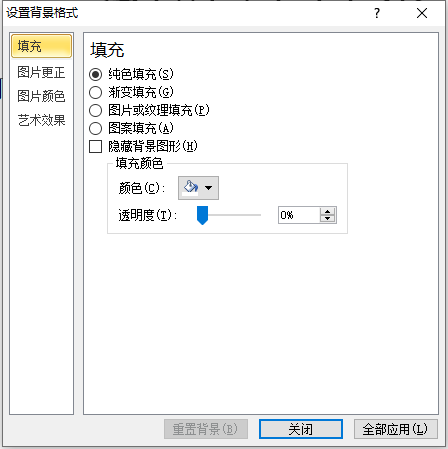 设置背景格式
?
填充
图片更正
图片颜色
艺术效果
填充
纯色填充(S)
渐变填充(G)
图片或纹理填充(P)
图案填充(A)
隐藏背景图形(H)
填充颜色
颜色(C):
透明度(T): 0%
重置背景(B) 关闭 全部应用(L)